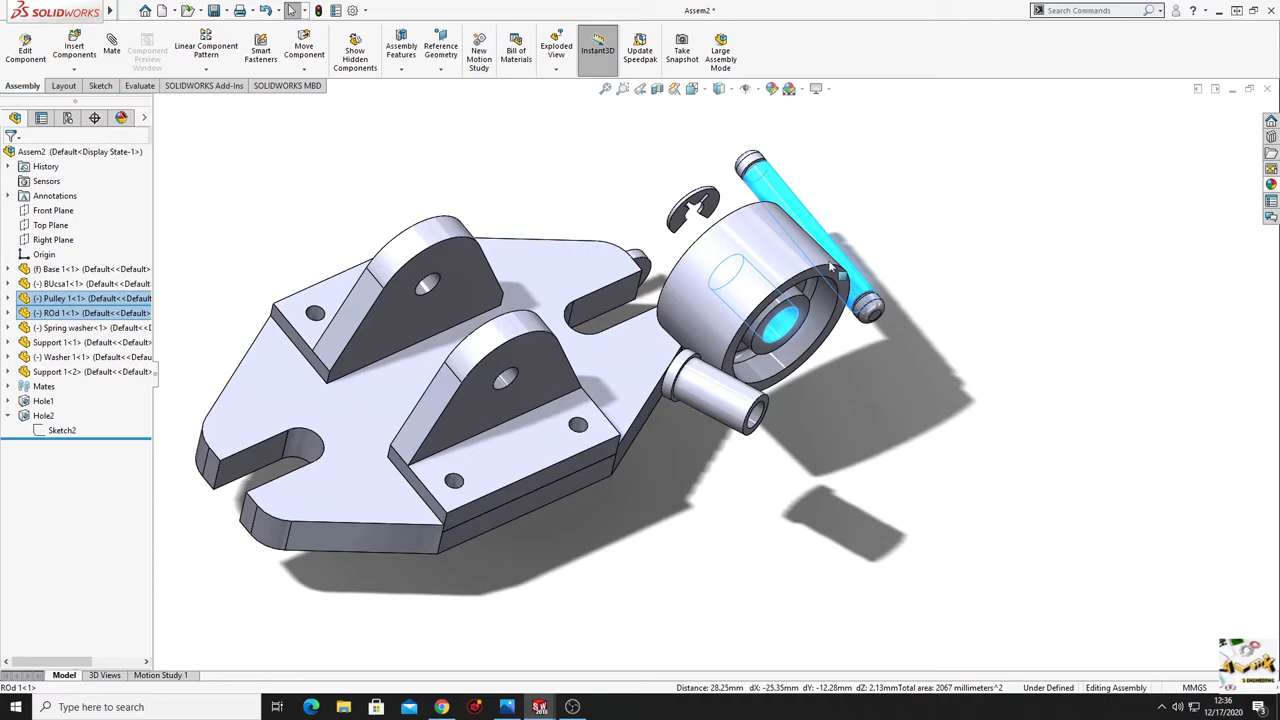 SOLIDWORKS
Assem2 *
Search Commands
Edit Component
Insert Components
Mate
Component Preview Window
Linear Component Pattern
Smart Fasteners
Move Component
Show Hidden Components
Assembly Features
Reference Geometry
New Motion Study
Bill of Materials
Exploded View
Instant3D
Update Speedpak
Take Snapshot
Large Assembly Mode
Assembly
Layout
Sketch
Evaluate
SOLIDWORKS Add-Ins
SOLIDWORKS MBD
Assem2 (Default<Display State-1>)
History
Sensors
Annotations
Front Plane
Top Plane
Right Plane
Origin
(f) Base 1<1> (Default<<Default
(-) BUcsa1<1> (Default<<Default
(-) Pulley 1<1> (Default<<Default
(-) ROd 1<1> (Default<<Default
(-) Spring washer<1> (Default<<
Support 1<1> (Default<<Default
(-) Washer 1<1> (Default<<Default
Support 1<2> (Default<<Default
Mates
Hole1
Hole2
Sketch2
Model
3D Views
Motion Study 1
ROd 1<1>
Distance: 28.25mm dX: -25.35mm dY: -12.28mm dZ: 2.13mmTotal area: 2067 millimeters^2
Under Defined
Editing Assembly
MMGS
Type here to search
12:36
12/17/2020